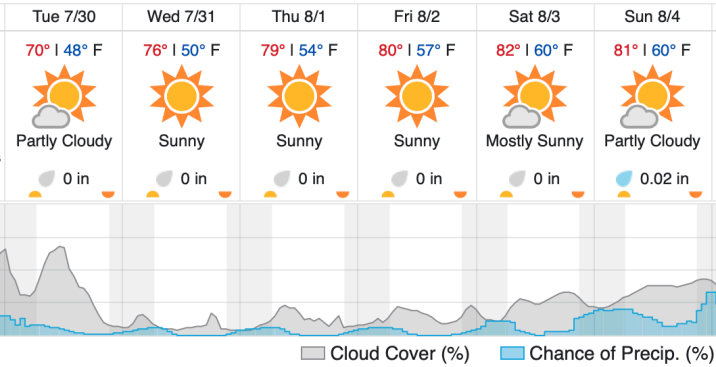 Tue 7/30 Wed 7/31 Thu 8/1 Fri 8/2 Sat 8/3 Sun 8/4
70° | 48° F 76° | 50° F 79° | 54° F 80° | 57° F 82° | 60° F 81° | 60° F
Partly Cloudy Sunny Sunny Sunny Mostly Sunny Partly Cloudy
0 in 0 in 0 in 0 in 0 in 0.02 in
Cloud Cover (%) Chance of Precip. (%)